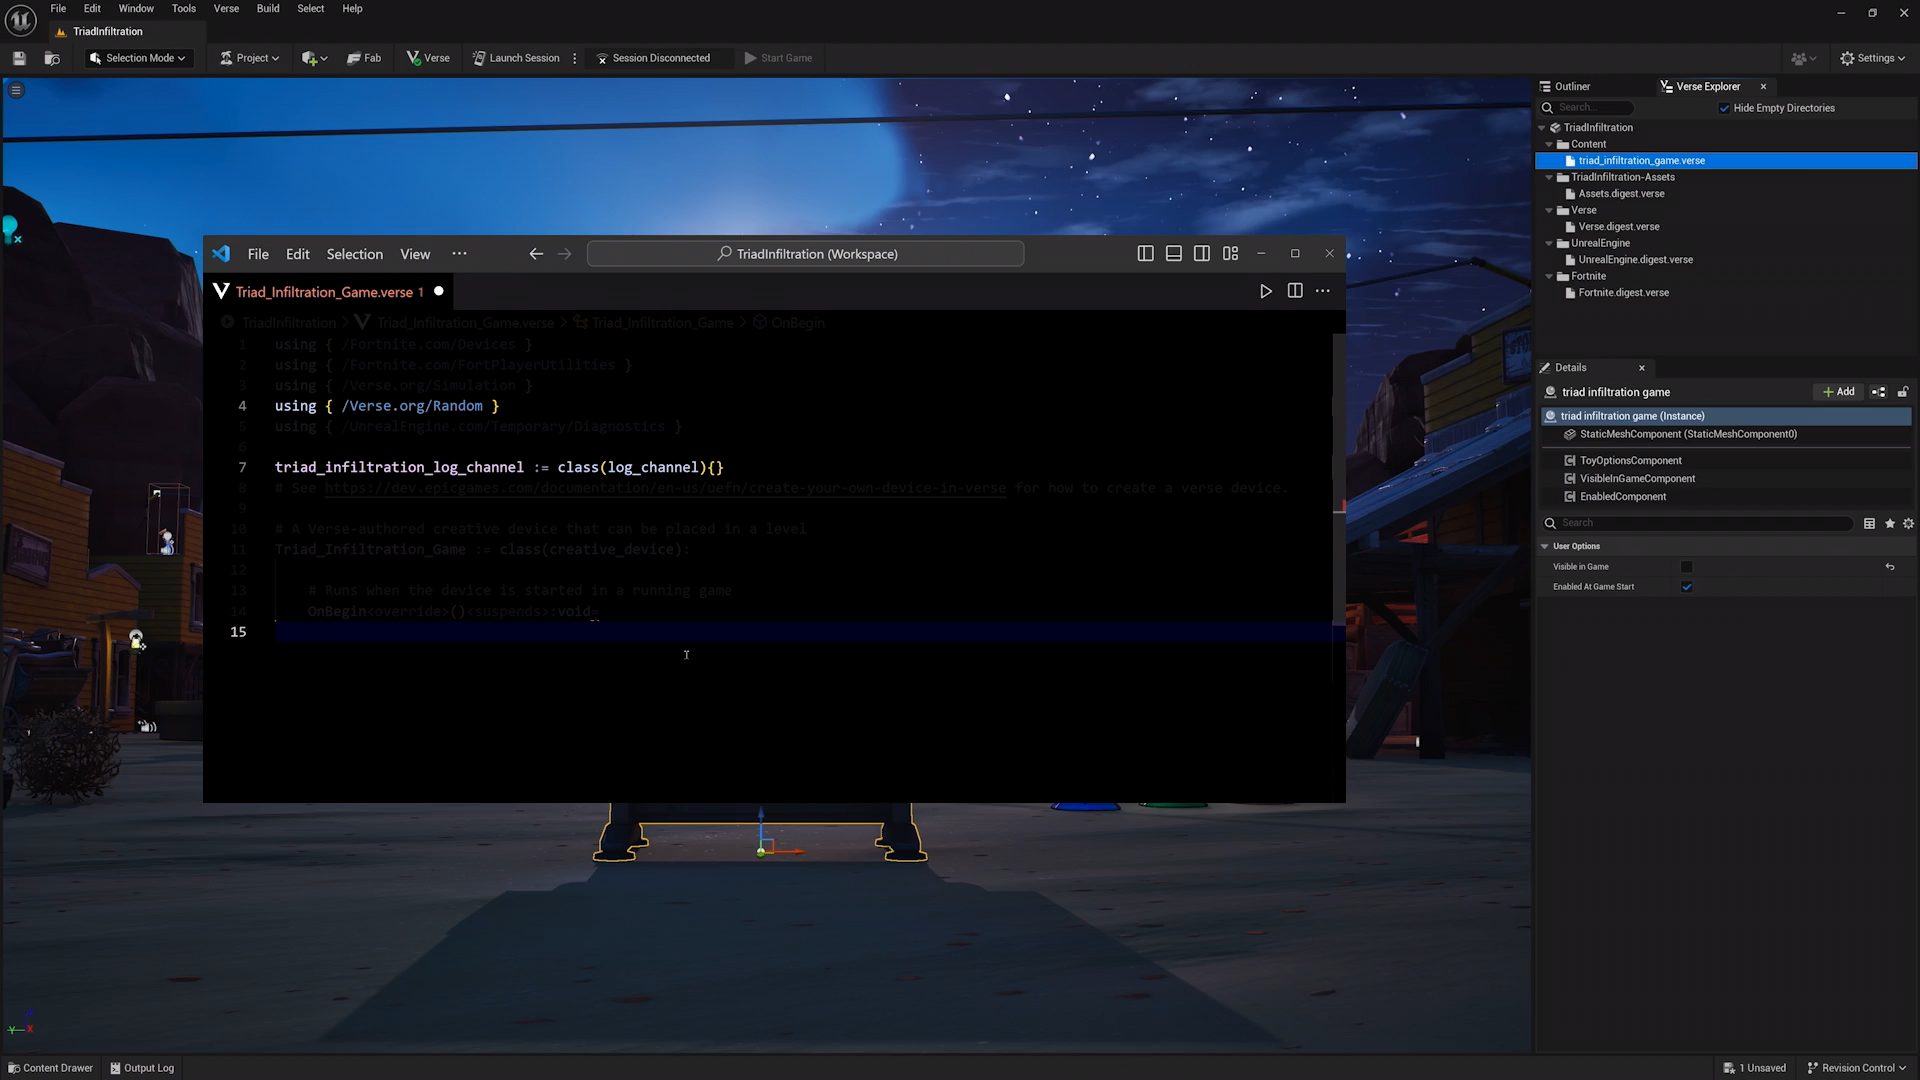 File Edit Window Tools Verse Build Select Help
TriadInfiltration
Selection Mode Project Fab Verse Launch Session Session Disconnected Start Game Settings
Outliner Verse Explorer
Search... Hide Empty Directories
TriadInfiltration
Content
triad_infiltration_game.verse
TriadInfiltration-Assets
Assets.digest.verse
Verse
Verse.digest.verse
UnrealEngine
UnrealEngine.digest.verse
Fortnite
Fortnite.digest.verse
File Edit Selection View ··· TriadInfiltration (Workspace)
Triad_Infiltration_Game.verse 1
TriadInfiltration > Triad_Infiltration_Game.verse > Triad_Infiltration_Game > OnBegin
1 using { /Fortnite.com/Devices }
2 using { /Fortnite.com/FortPlayerUtilities }
3 using { /Verse.org/Simulation }
4 using { /Verse.org/Random }
5 using { /UnrealEngine.com/Temporary/Diagnostics }
6
7 triad_infiltration_log_channel := class(log_channel){}
8 # See https://dev.epicgames.com/documentation/en-us/uefn/create-your-own-device-in-verse for how to create a verse device.
9
10 # A Verse-authored creative device that can be placed in a level
11 Triad_Infiltration_Game := class(creative_device):
12
13 # Runs when the device is started in a running game
14 OnBegin<override>()<suspends>:void=
15
Details
triad infiltration game Add
triad infiltration game (Instance)
StaticMeshComponent (StaticMeshComponent0)
ToyOptionsComponent
VisibleInGameComponent
EnabledComponent
Search
User Options
Visible in Game
Enabled At Game Start
Content Drawer Output Log 1 Unsaved Revision Control